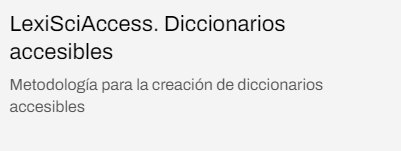 LexiSciAccess. Diccionarios
accesibles
Metodología para la creación de diccionarios
accesibles